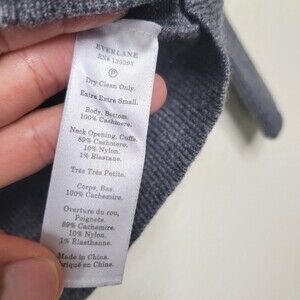 EVERLANE
RN# 139093
P
Dry Clean Only.
Extra Extra Small.
Body, Bottom.
100% Cashmere.
Neck Opening, Cuffs.
89% Cashmere.
10% Nylon.
1% Elastane.
Très Très Petite.
Corps, Bas.
100% Cachemire.
Overture du cou,
Poignets.
89% Cachemire.
10% Nylon.
1% Elasthanne.
Made in China.
briqué en Chine.